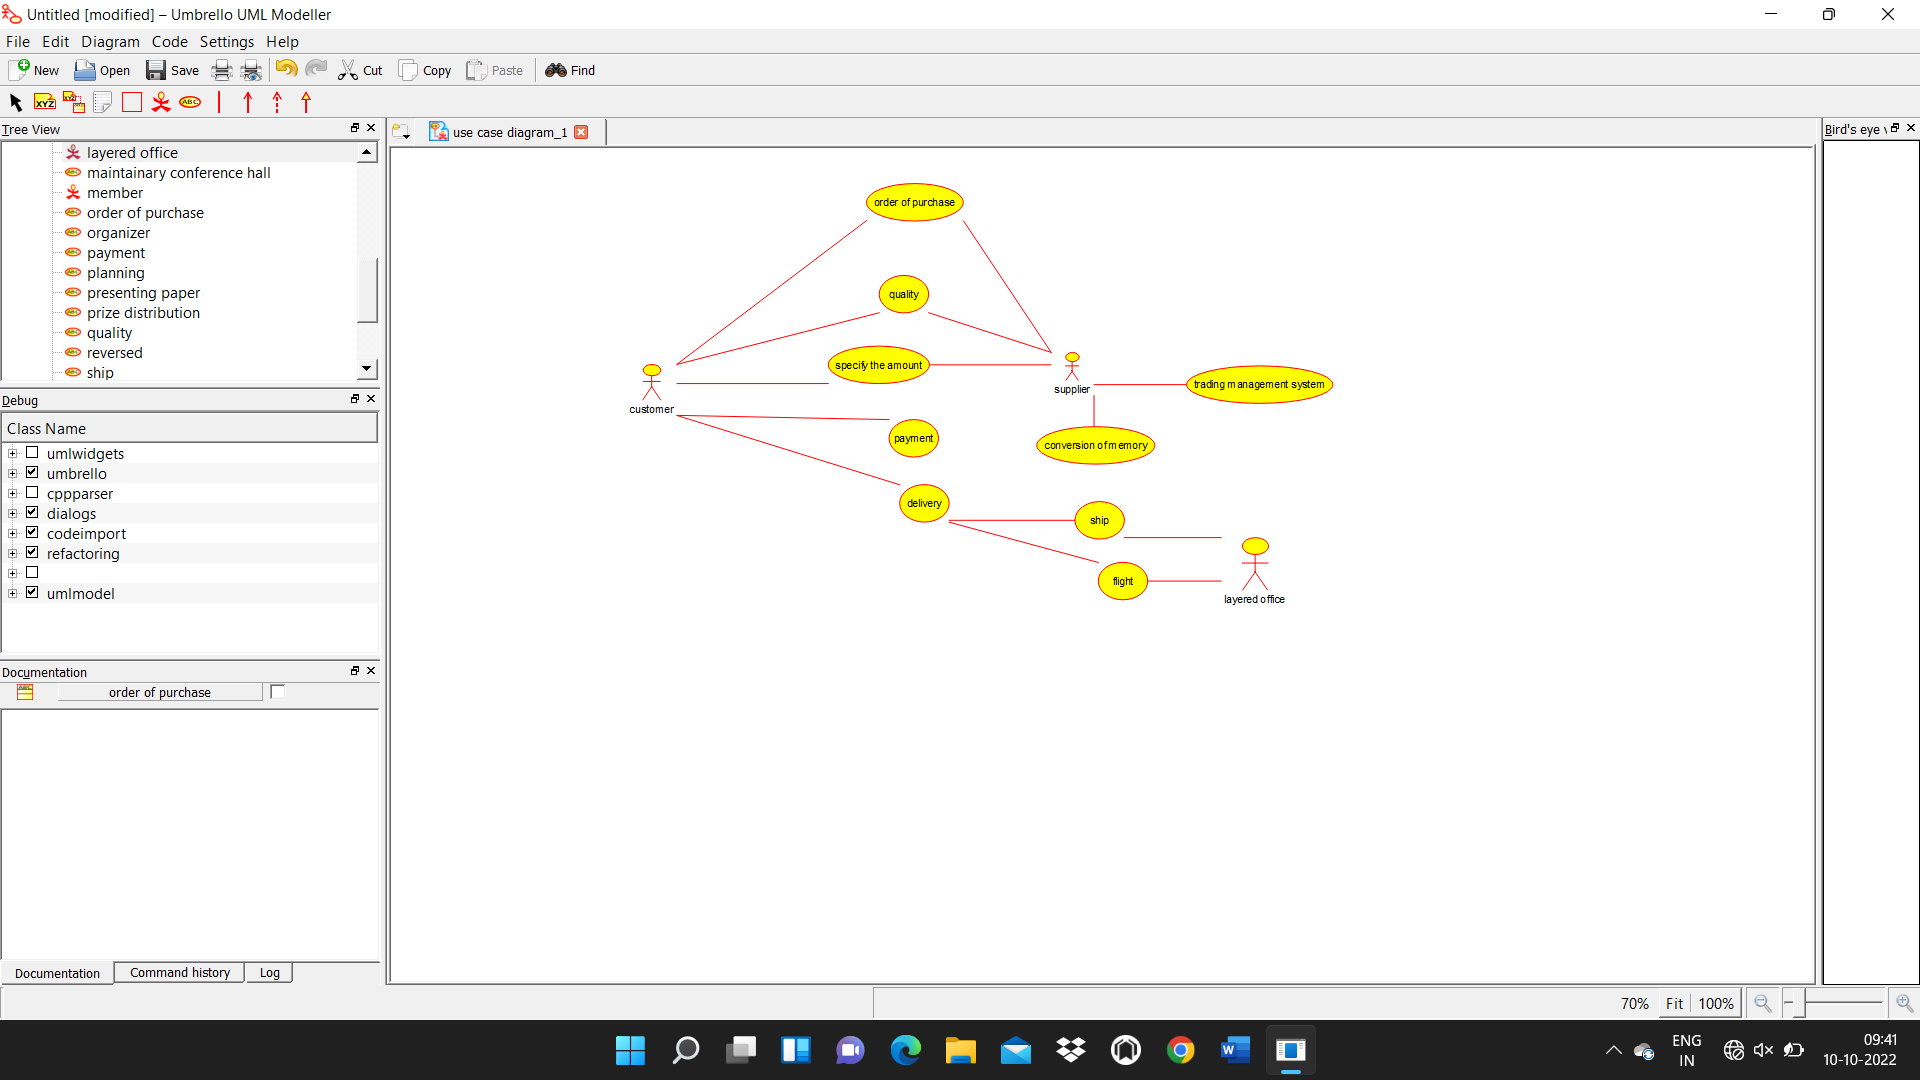 Untitled [modified] – Umbrello UML Modeller
File Edit Diagram Code Settings Help
New Open Save Cut Copy Paste Find
XYZ XYZ ABC
Tree View
layered office
maintainary conference hall
member
order of purchase
organizer
payment
planning
presenting paper
prize distribution
quality
reversed
ship
Debug
Class Name
umlwidgets
umbrello
cppparser
dialogs
codeimport
refactoring
umlmodel
Documentation
order of purchase
Documentation Command history Log
use case diagram_1
order of purchase
quality
specify the amount
customer
supplier
trading management system
payment
conversion of memory
delivery
ship
flight
layered office
Bird's eye v
70% Fit 100%
ENG
IN
09:41
10-10-2022